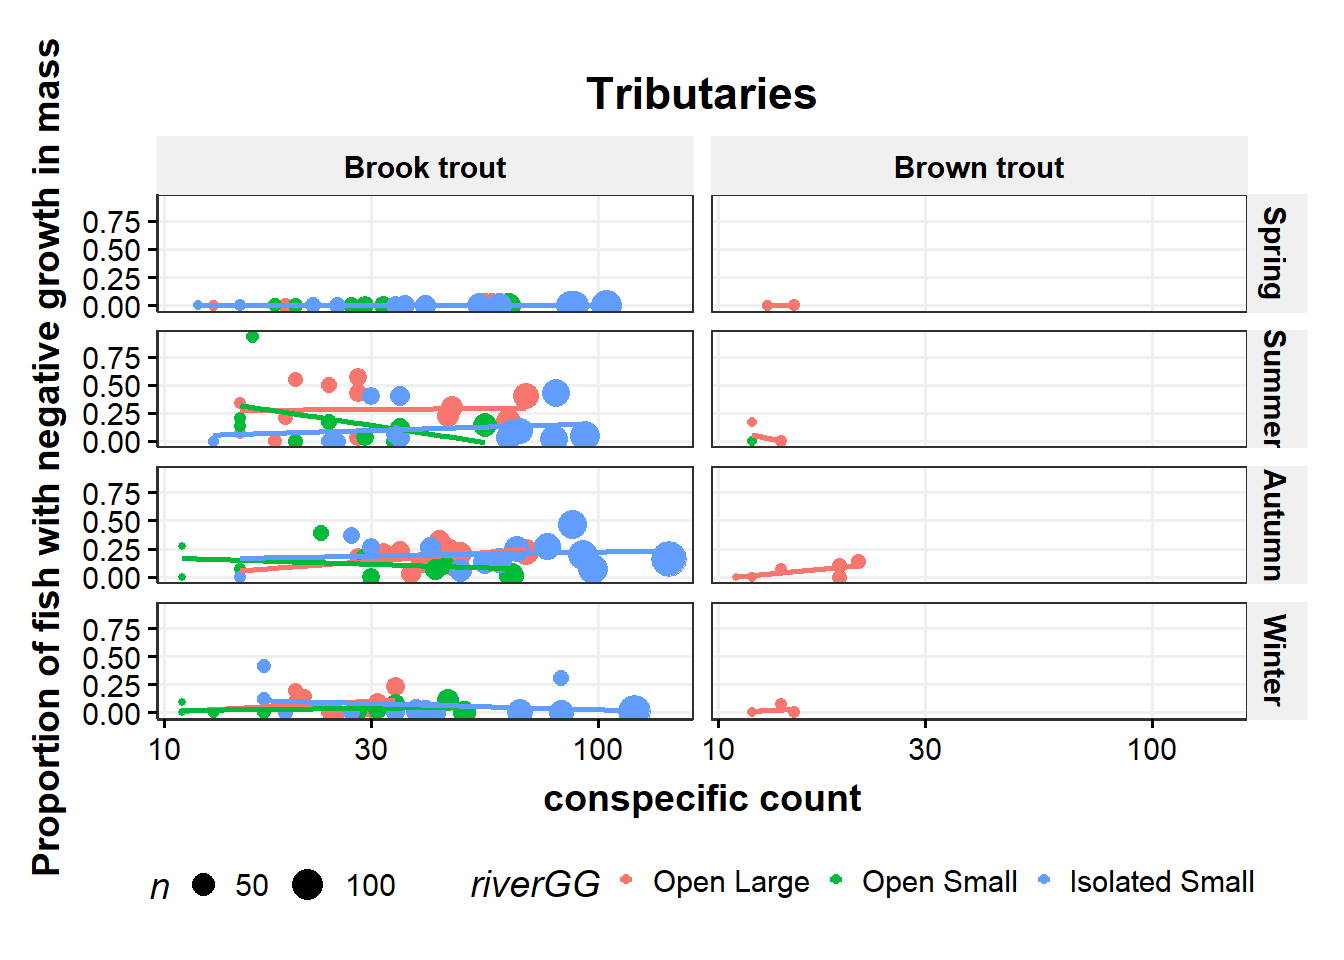 Tributaries
Brook trout
Brown trout
Proportion of fish with negative growth in mass
0.75
0.50
0.25
0.00
Spring
0.75
0.50
0.25
0.00
Summer
0.75
0.50
0.25
0.00
Autumn
0.75
0.50
0.25
0.00
Winter
10 30 100 10 30 100
conspecific count
n 50 100 riverGG Open Large Open Small Isolated Small